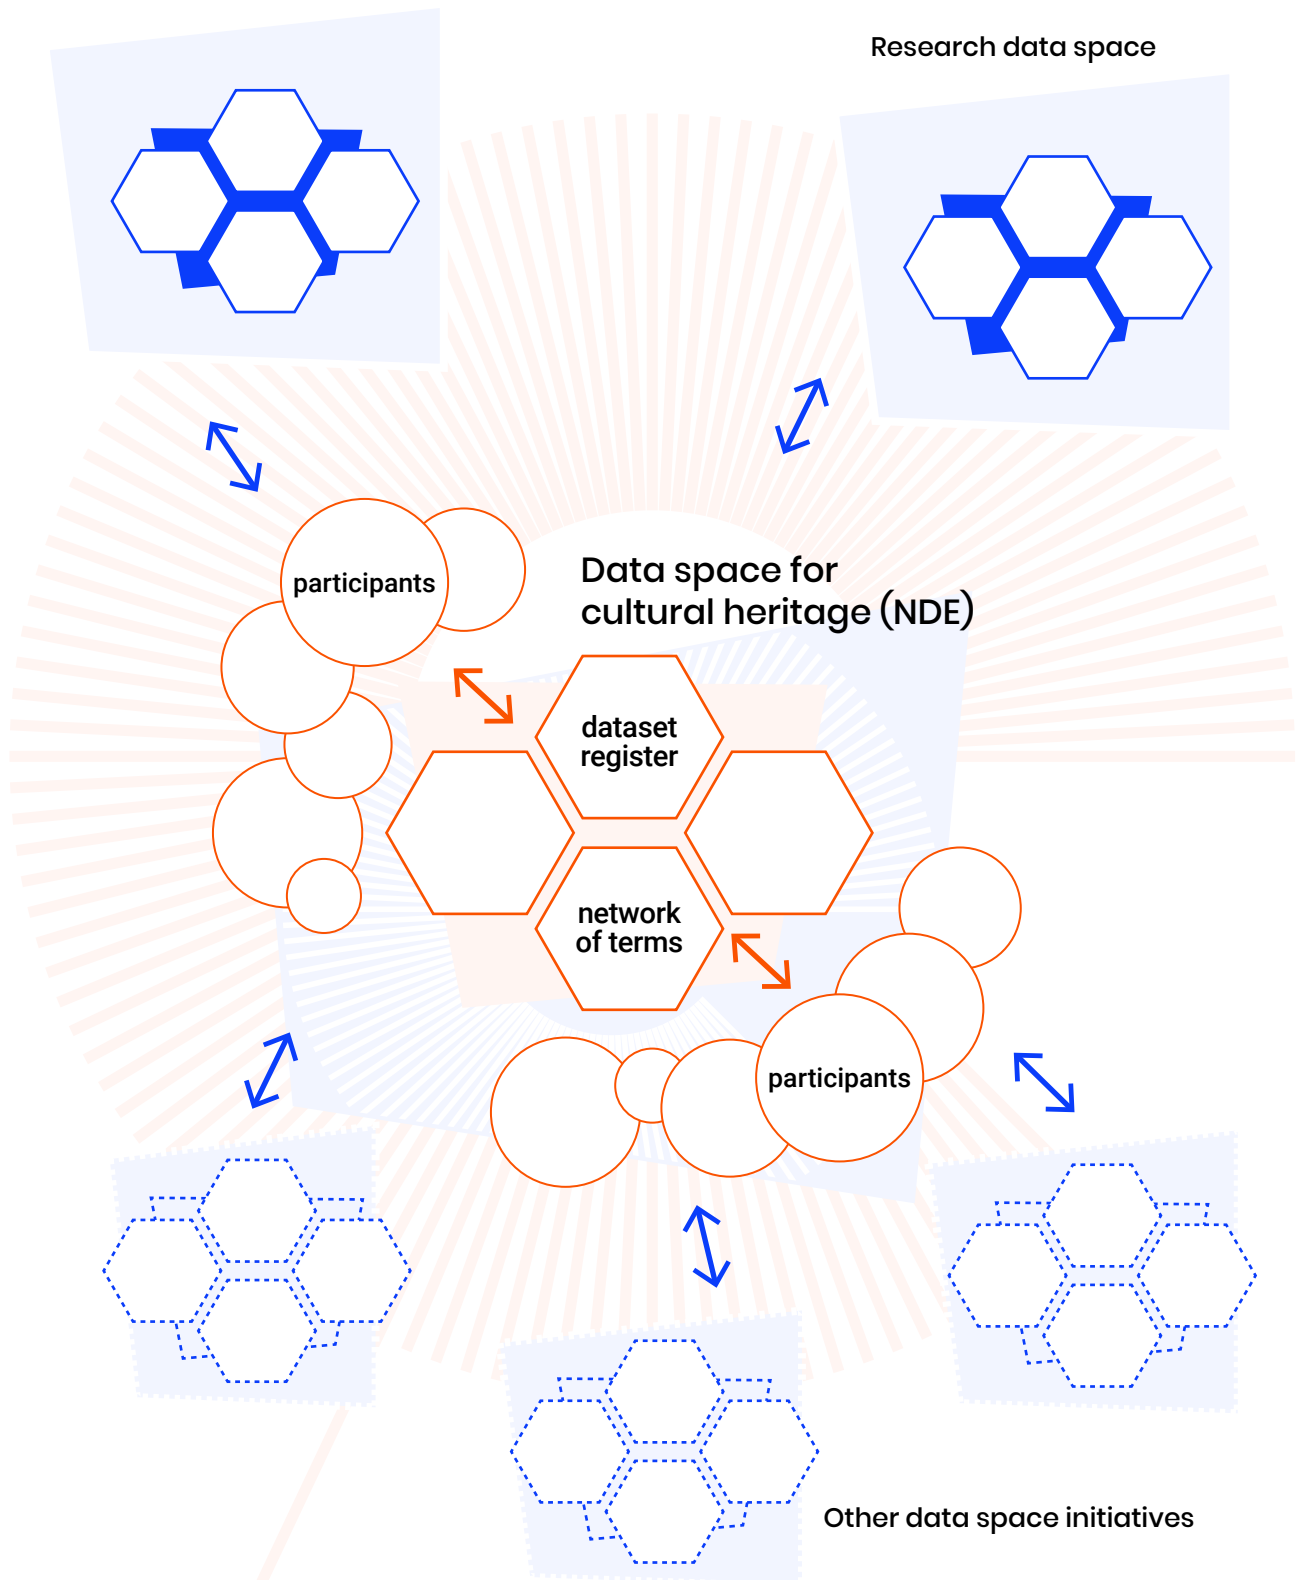 Research data space
participants
Data space for
cultural heritage (NDE)
dataset
register
network
of terms
participants
Other data space initiatives